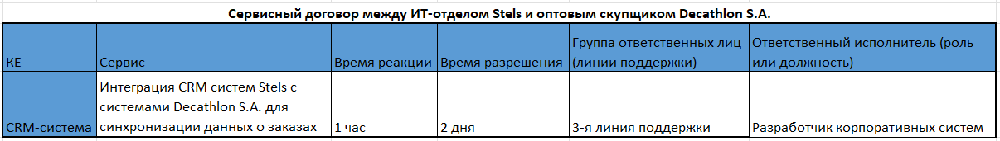 Сервисный договор между ИТ-отделом Stels и оптовым скупщиком Decathlon S.A.
КЕ
Сервис
Время реакции
Время разрешения
Группа ответственных лиц
(линии поддержки)
Ответственный исполнитель (роль
или должность)
CRM-система
Интеграция CRM систем Stels с
системами Decathlon S.A. для
синхронизации данных о заказах
1 час
2 дня
3-я линия поддержки
Разработчик корпоративных систем